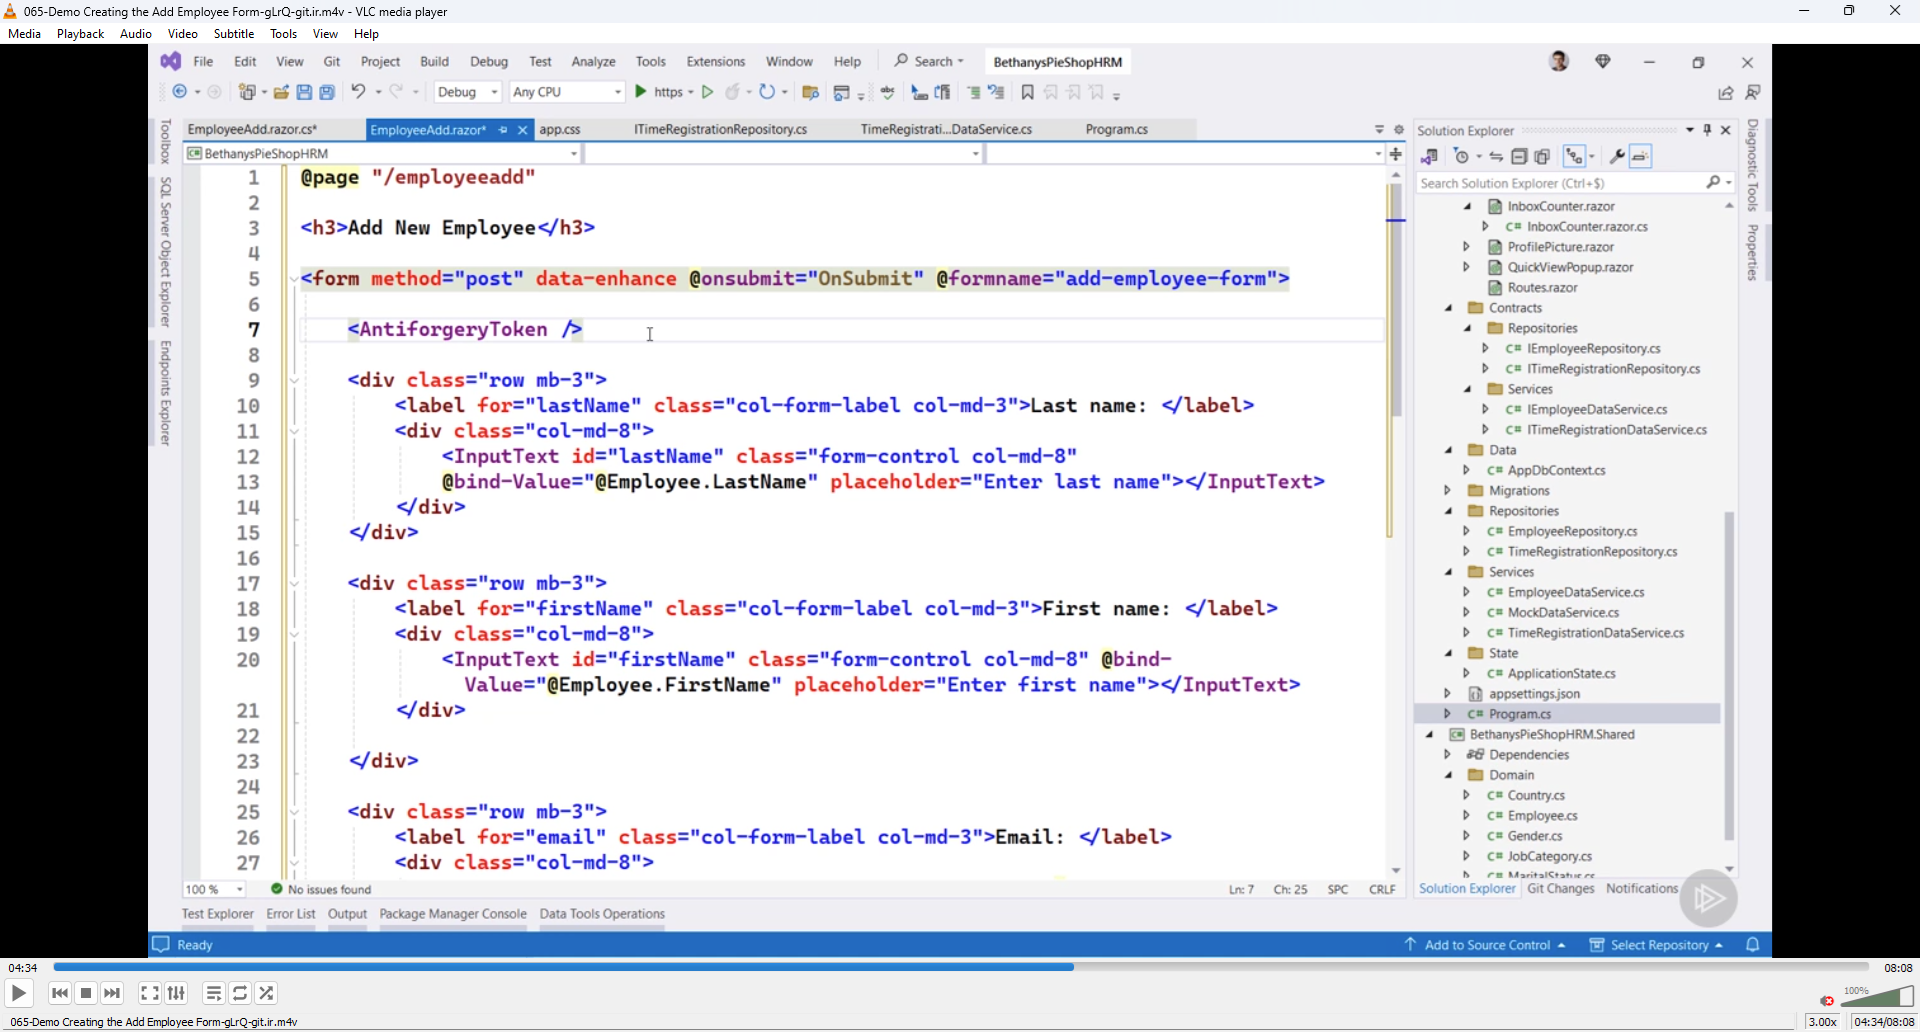 065-Demo Creating the Add Employee Form-gLrQ-git.ir.m4v - VLC media player
Media Playback Audio Video Subtitle Tools View Help
File Edit View Git Project Build Debug Test Analyze Tools Extensions Window Help Search BethanysPieShopHRM
Debug Any CPU https
EmployeeAdd.razor.cs* EmployeeAdd.razor* app.css ITimeRegistrationRepository.cs TimeRegistrati...DataService.cs Program.cs
BethanysPieShopHRM
Toolbox
SQL Server Object Explorer
Endpoints Explorer
1 @page "/employeeadd"
2
3 <h3>Add New Employee</h3>
4
5 <form method="post" data-enhance @onsubmit="OnSubmit" @formname="add-employee-form">
6
7 <AntiforgeryToken />
8
9 <div class="row mb-3">
10 <label for="lastName" class="col-form-label col-md-3">Last name: </label>
11 <div class="col-md-8">
12 <InputText id="lastName" class="form-control col-md-8"
13 @bind-Value="@Employee.LastName" placeholder="Enter last name"></InputText>
14 </div>
15 </div>
16
17 <div class="row mb-3">
18 <label for="firstName" class="col-form-label col-md-3">First name: </label>
19 <div class="col-md-8">
20 <InputText id="firstName" class="form-control col-md-8" @bind-
Value="@Employee.FirstName" placeholder="Enter first name"></InputText>
21 </div>
22
23 </div>
24
25 <div class="row mb-3">
26 <label for="email" class="col-form-label col-md-3">Email: </label>
27 <div class="col-md-8">
100 % No issues found Ln: 7 Ch: 25 SPC CRLF
Solution Explorer
Search Solution Explorer (Ctrl+$)
InboxCounter.razor
C# InboxCounter.razor.cs
ProfilePicture.razor
QuickViewPopup.razor
Routes.razor
Contracts
Repositories
C# IEmployeeRepository.cs
C# ITimeRegistrationRepository.cs
Services
C# IEmployeeDataService.cs
C# ITimeRegistrationDataService.cs
Data
C# AppDbContext.cs
Migrations
Repositories
C# EmployeeRepository.cs
C# TimeRegistrationRepository.cs
Services
C# EmployeeDataService.cs
C# MockDataService.cs
C# TimeRegistrationDataService.cs
State
C# ApplicationState.cs
appsettings.json
C# Program.cs
BethanysPieShopHRM.Shared
Dependencies
Domain
C# Country.cs
C# Employee.cs
C# Gender.cs
C# JobCategory.cs
C# MaritalStatus.cs
Solution Explorer Git Changes Notifications
Diagnostic Tools
Properties
Test Explorer Error List Output Package Manager Console Data Tools Operations
Ready Add to Source Control Select Repository
04:34 08:08
100%
065-Demo Creating the Add Employee Form-gLrQ-git.ir.m4v 3.00x 04:34/08:08